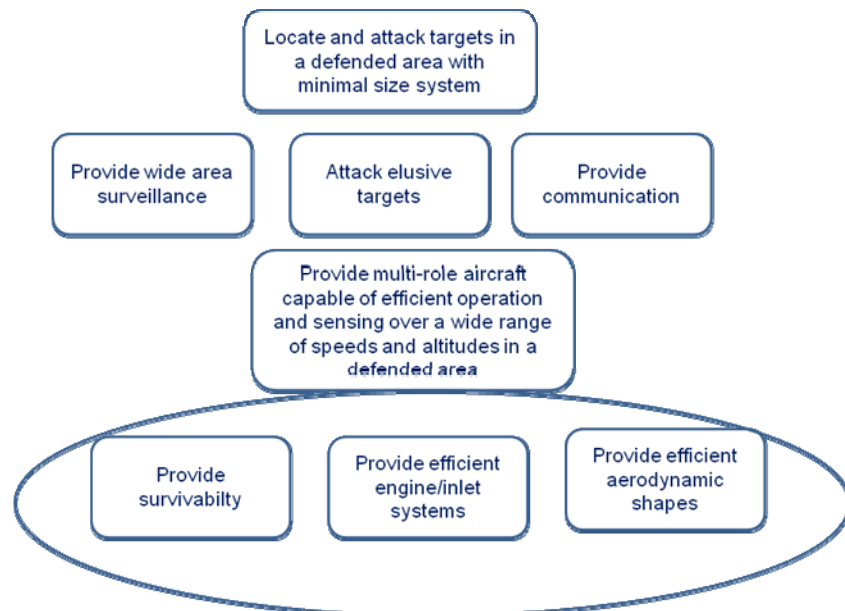 Locate and attack targets in
a defended area with
minimal size system
Provide wide area
surveillance
Attack elusive
targets
Provide
communication
Provide multi-role aircraft
capable of efficient operation
and sensing over a wide range
of speeds and altitudes in a
defended area
Provide
survivabilty
Provide efficient
engine/inlet
systems
Provide efficient
aerodynamic
shapes